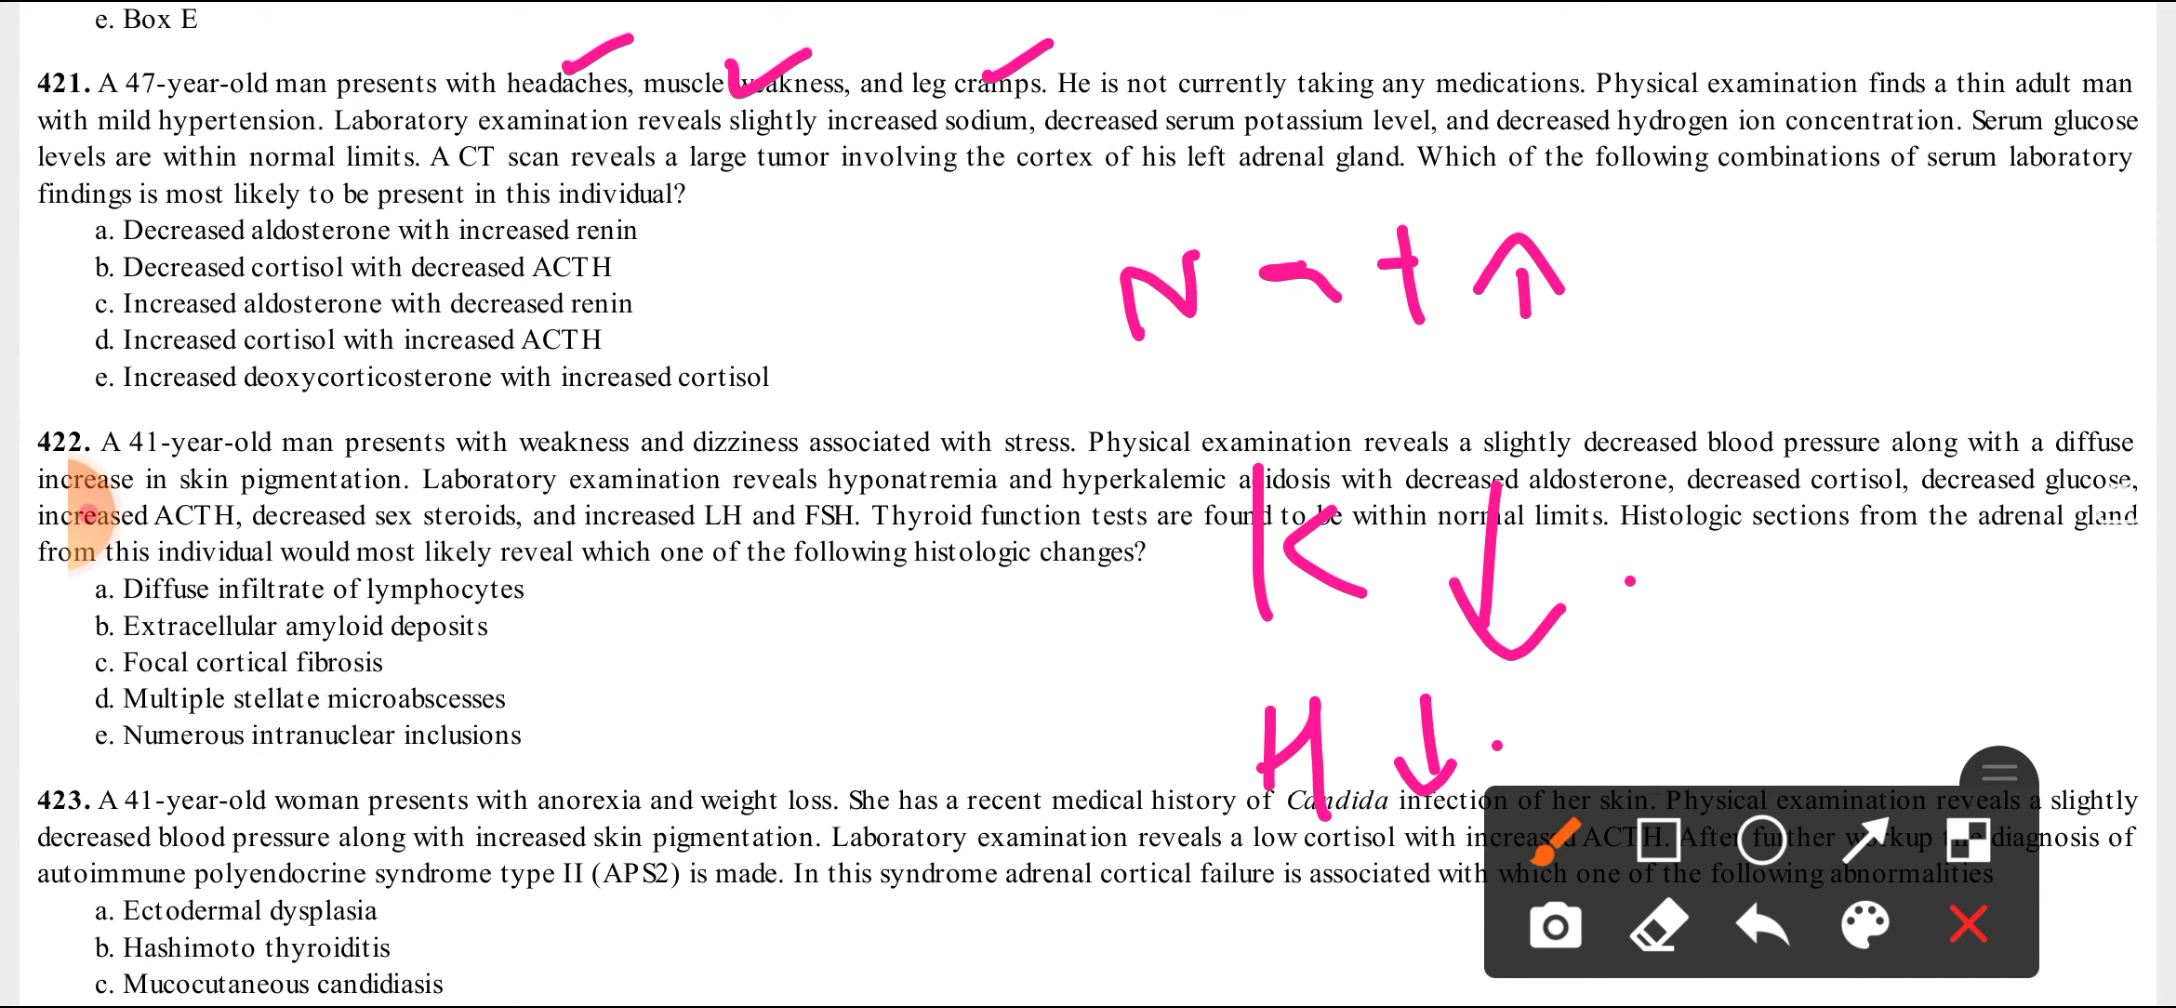 e. Box E
421. A 47-year-old man presents with headaches, muscle weakness, and leg cramps. He is not currently taking any medications. Physical examination finds a thin adult man
with mild hypertension. Laboratory examination reveals slightly increased sodium, decreased serum potassium level, and decreased hydrogen ion concentration. Serum glucose
levels are within normal limits. A CT scan reveals a large tumor involving the cortex of his left adrenal gland. Which of the following combinations of serum laboratory
findings is most likely to be present in this individual?
a. Decreased aldosterone with increased renin
b. Decreased cortisol with decreased ACTH
c. Increased aldosterone with decreased renin
d. Increased cortisol with increased ACTH
e. Increased deoxycorticosterone with increased cortisol
N + ↑
422. A 41-year-old man presents with weakness and dizziness associated with stress. Physical examination reveals a slightly decreased blood pressure along with a diffuse
increase in skin pigmentation. Laboratory examination reveals hyponatremia and hyperkalemic acidosis with decreased aldosterone, decreased cortisol, decreased glucose,
increased ACTH, decreased sex steroids, and increased LH and FSH. Thyroid function tests are found to be within normal limits. Histologic sections from the adrenal gland
from this individual would most likely reveal which one of the following histologic changes?
a. Diffuse infiltrate of lymphocytes
b. Extracellular amyloid deposits
c. Focal cortical fibrosis
d. Multiple stellate microabscesses
e. Numerous intranuclear inclusions
K ↓
H ↓
423. A 41-year-old woman presents with anorexia and weight loss. She has a recent medical history of Candida infection of her skin. Physical examination reveals a slightly
decreased blood pressure along with increased skin pigmentation. Laboratory examination reveals a low cortisol with increased ACTH. After further workup the diagnosis of
autoimmune polyendocrine syndrome type II (APS2) is made. In this syndrome adrenal cortical failure is associated with which one of the following abnormalities
a. Ectodermal dysplasia
b. Hashimoto thyroiditis
c. Mucocutaneous candidiasis